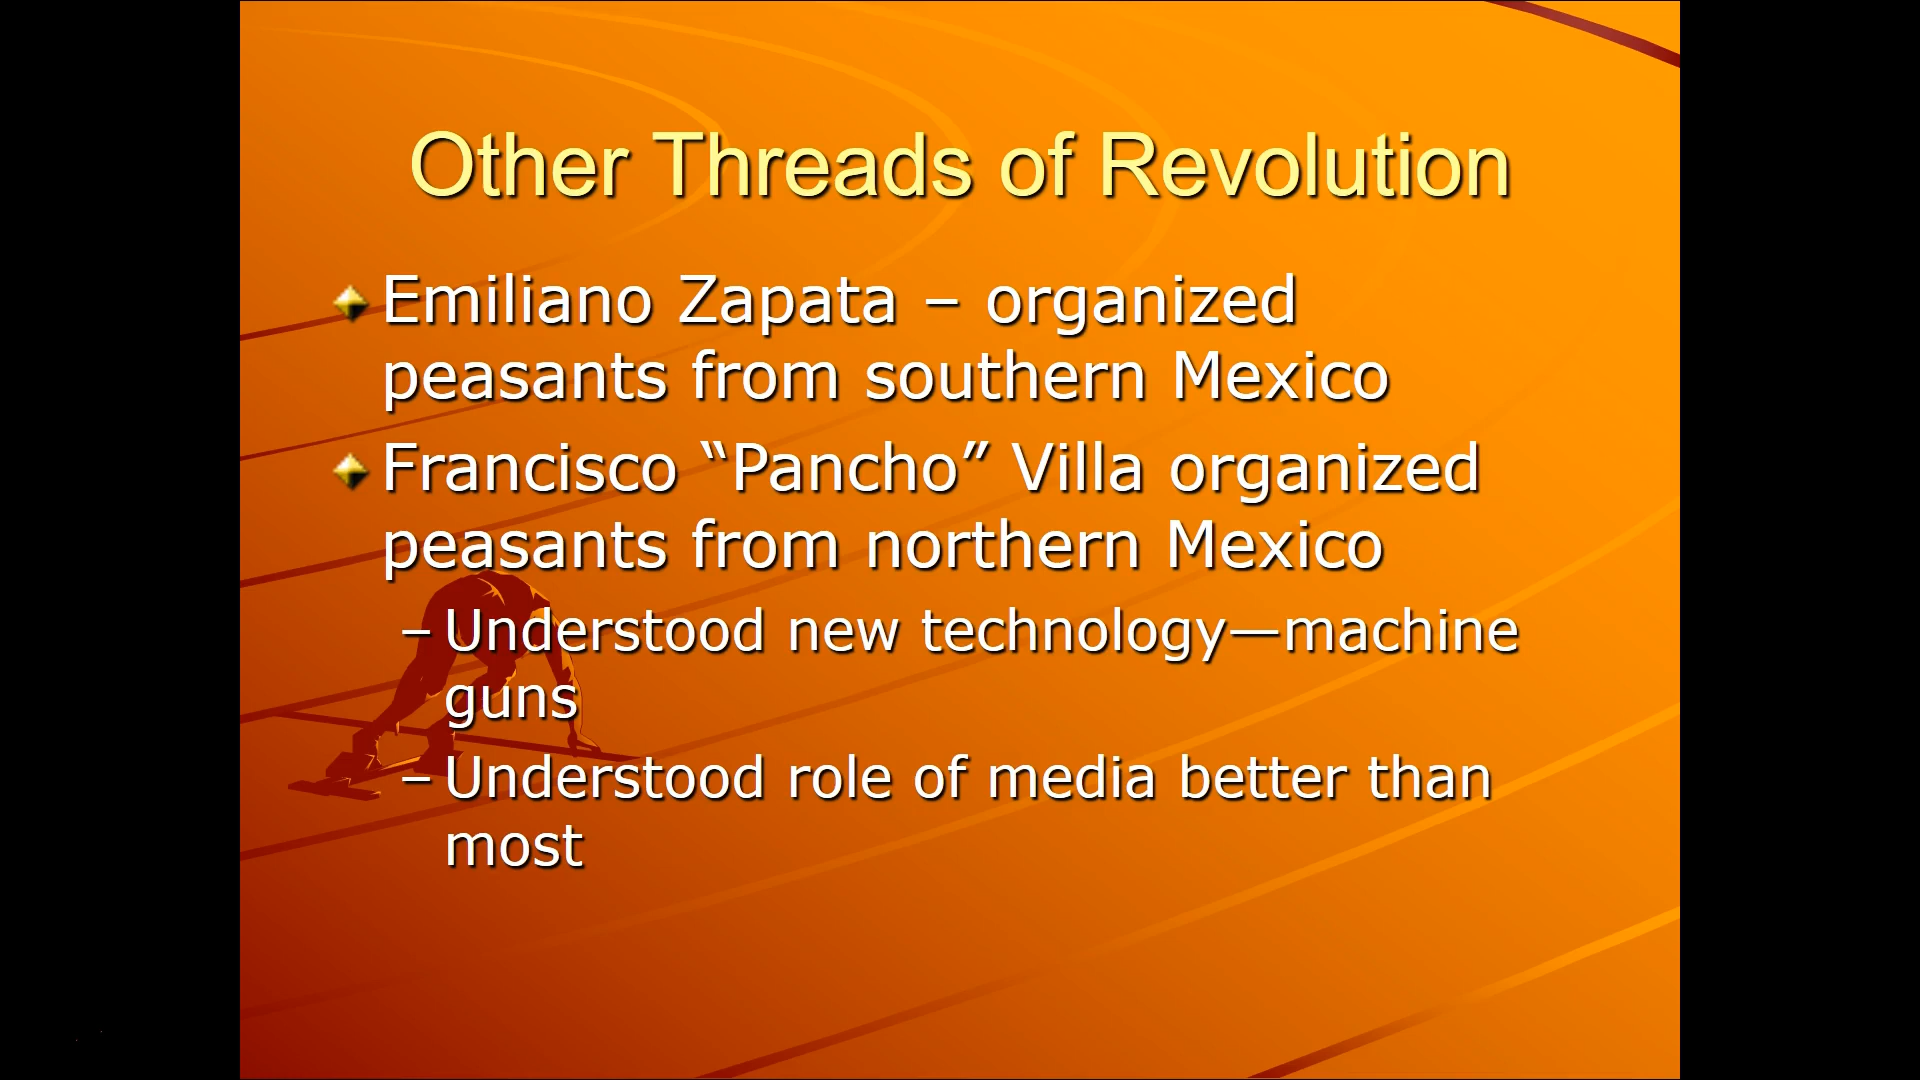 Other Threads of Revolution
Emiliano Zapata – organized
peasants from southern Mexico
Francisco “Pancho” Villa organized
peasants from northern Mexico
– Understood new technology—machine
guns
– Understood role of media better than
most